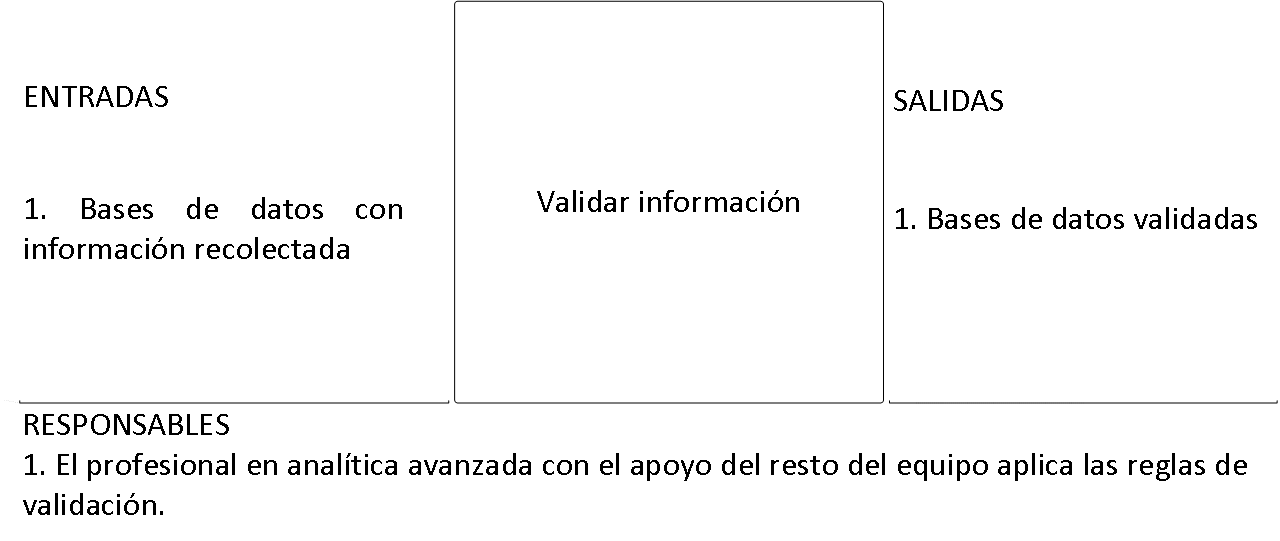 ENTRADAS
1. Bases de datos con
información recolectada
Validar información
SALIDAS
1. Bases de datos validadas
RESPONSABLES
1. El profesional en analítica avanzada con el apoyo del resto del equipo aplica las reglas de
validación.